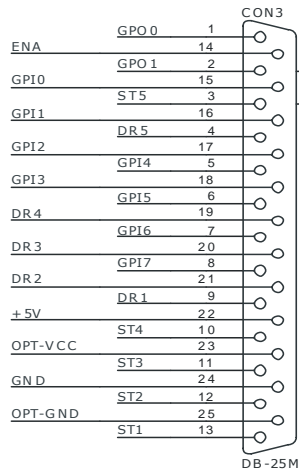 CON3
GPO0 1
ENA 14
GPO1 2
GPI0 15
ST5 3
GPI1 16
DR5 4
GPI2 17
GPI4 5
GPI3 18
GPI5 6
DR4 19
GPI6 7
DR3 20
GPI7 8
DR2 21
DR1 9
+5V 22
ST4 10
OPT-VCC 23
ST3 11
GND 24
ST2 12
OPT-GND 25
ST1 13
DB-25M